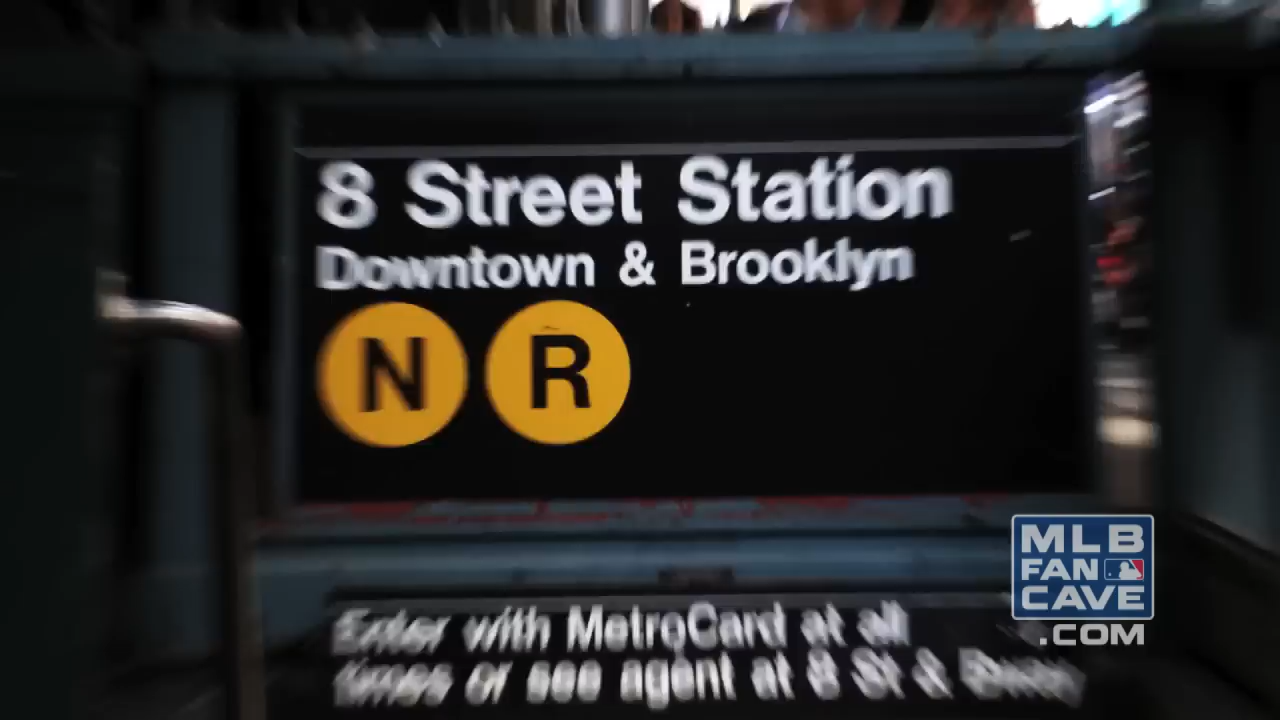 8 Street Station
Downtown & Brooklyn
N R
Enter with MetroCard at all
times or see agent at 8 St & Bway
MLB
FAN
CAVE
.COM